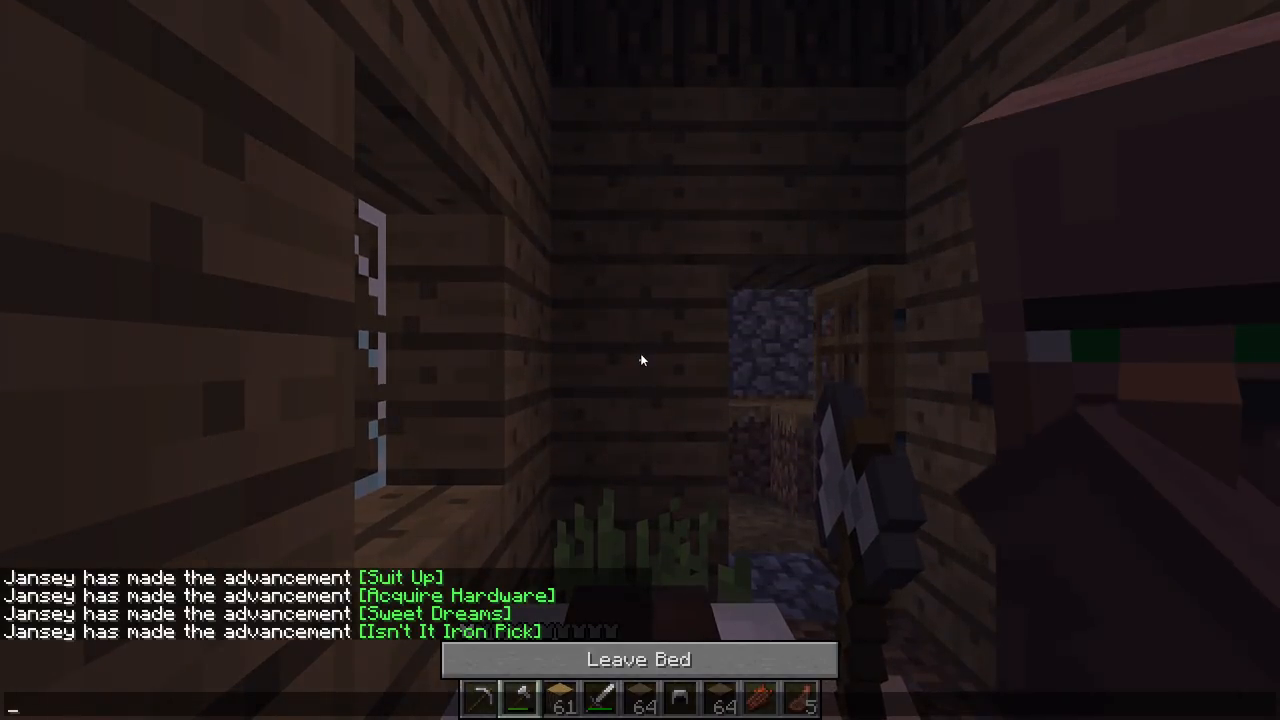 Jansey has made the advancement [Suit Up]
Jansey has made the advancement [Acquire Hardware]
Jansey has made the advancement [Sweet Dreams]
Jansey has made the advancement [Isn't It Iron Pick]
Leave Bed
61 64 64 5
_